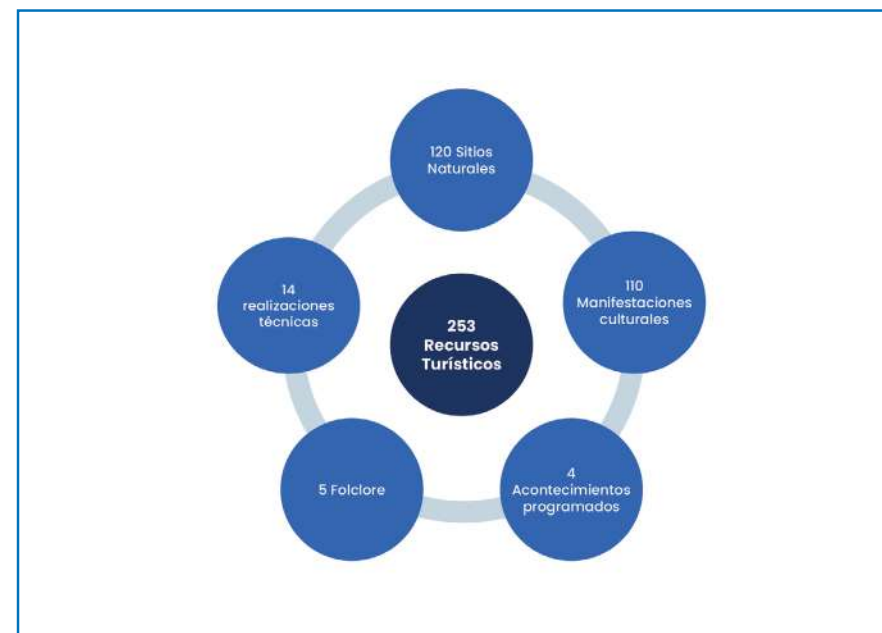 120 Sitios
Naturales
110
Manifestaciones
culturales
4
Acontecimientos
programados
5 Folclore
14
realizaciones
técnicas
253
Recursos
Turísticos